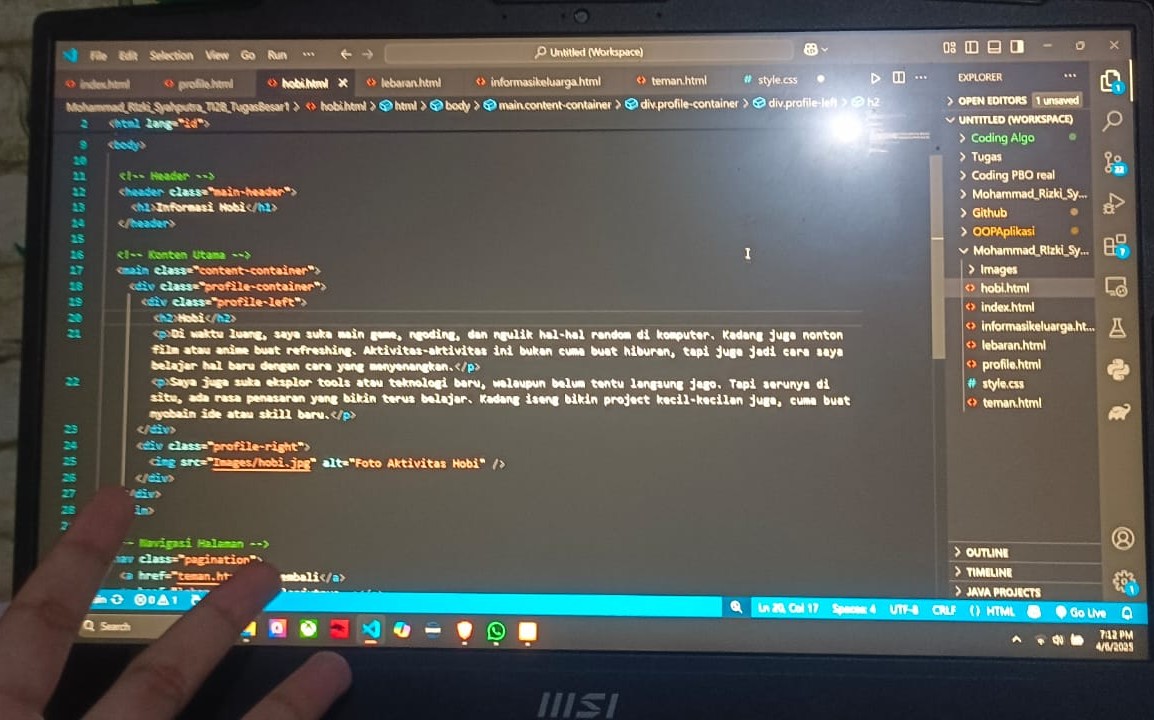 File Edit Selection View Go Run ··· Untitled (Workspace)
index.html profile.html hobi.html lebaran.html informasikeluarga.html teman.html # style.css
Mohammad_RIzki_Syahputra_TI2B_TugasBesar1 > hobi.html > html > body > main.content-container > div.profile-container > div.profile-left > h2
2 <html lang="id">
9 <body>
10
11 <!-- Header -->
12 <header class="main-header">
13 <h1>Informasi Hobi</h1>
14 </header>
15
16 <!-- Konten Utama -->
17 <main class="content-container">
18 <div class="profile-container">
19 <div class="profile-left">
20 <h2>Hobi</h2>
21 <p>Di waktu luang, saya suka main game, ngoding, dan ngulik hal-hal random di komputer. Kadang juga nonton
film atau anime buat refreshing. Aktivitas-aktivitas ini bukan cuma buat hiburan, tapi juga jadi cara saya
belajar hal baru dengan cara yang menyenangkan.</p>
22 <p>Saya juga suka eksplor tools atau teknologi baru, walaupun belum tentu langsung jago. Tapi serunya di
situ, ada rasa penasaran yang bikin terus belajar. Kadang iseng bikin project kecil-kecilan juga, cuma buat
nyobain ide atau skill baru.</p>
23 </div>
24 <div class="profile-right">
25 <img src="Images/hobi.jpg" alt="Foto Aktivitas Hobi" />
26 </div>
27 </div>
28
-- Navigasi Halaman -->
class="pagination">
<a href="teman.
</a>
EXPLORER ···
OPEN EDITORS 1 unsaved
UNTITLED (WORKSPACE)
Coding Algo
Tugas
Coding PBO real
Mohammad_Rizki_Sy...
Github
OOPAplikasi
Mohammad_RIzki_Sy...
Images
hobi.html
index.html
informasikeluarga.ht...
lebaran.html
profile.html
# style.css
teman.html
OUTLINE
TIMELINE
JAVA PROJECTS
1
22
7
1
0 1 Ln 20, Col 17 Spaces: 4 UTF-8 CRLF {} HTML Go Live
Search
7:12 PM
4/6/2025
msi